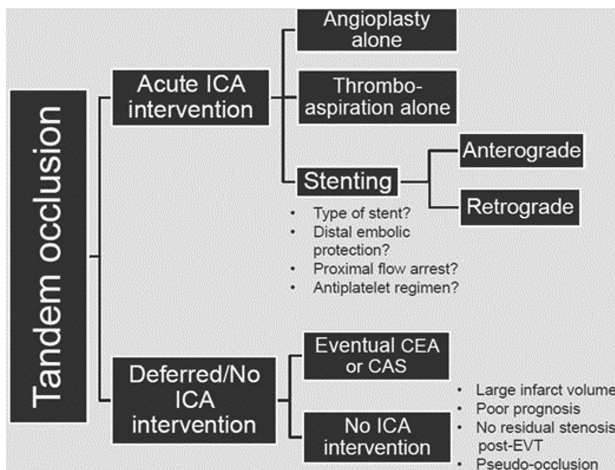 Tandem occlusion
Acute ICA
intervention
Angioplasty
alone
Thrombo-
aspiration alone
Stenting
Anterograde
Retrograde
• Type of stent?
• Distal embolic
protection?
• Proximal flow arrest?
• Antiplatelet regimen?
Deferred/No
ICA
intervention
Eventual CEA
or CAS
No ICA
intervention
• Large infarct volume
• Poor prognosis
• No residual stenosis
post-EVT
• Pseudo-occlusion